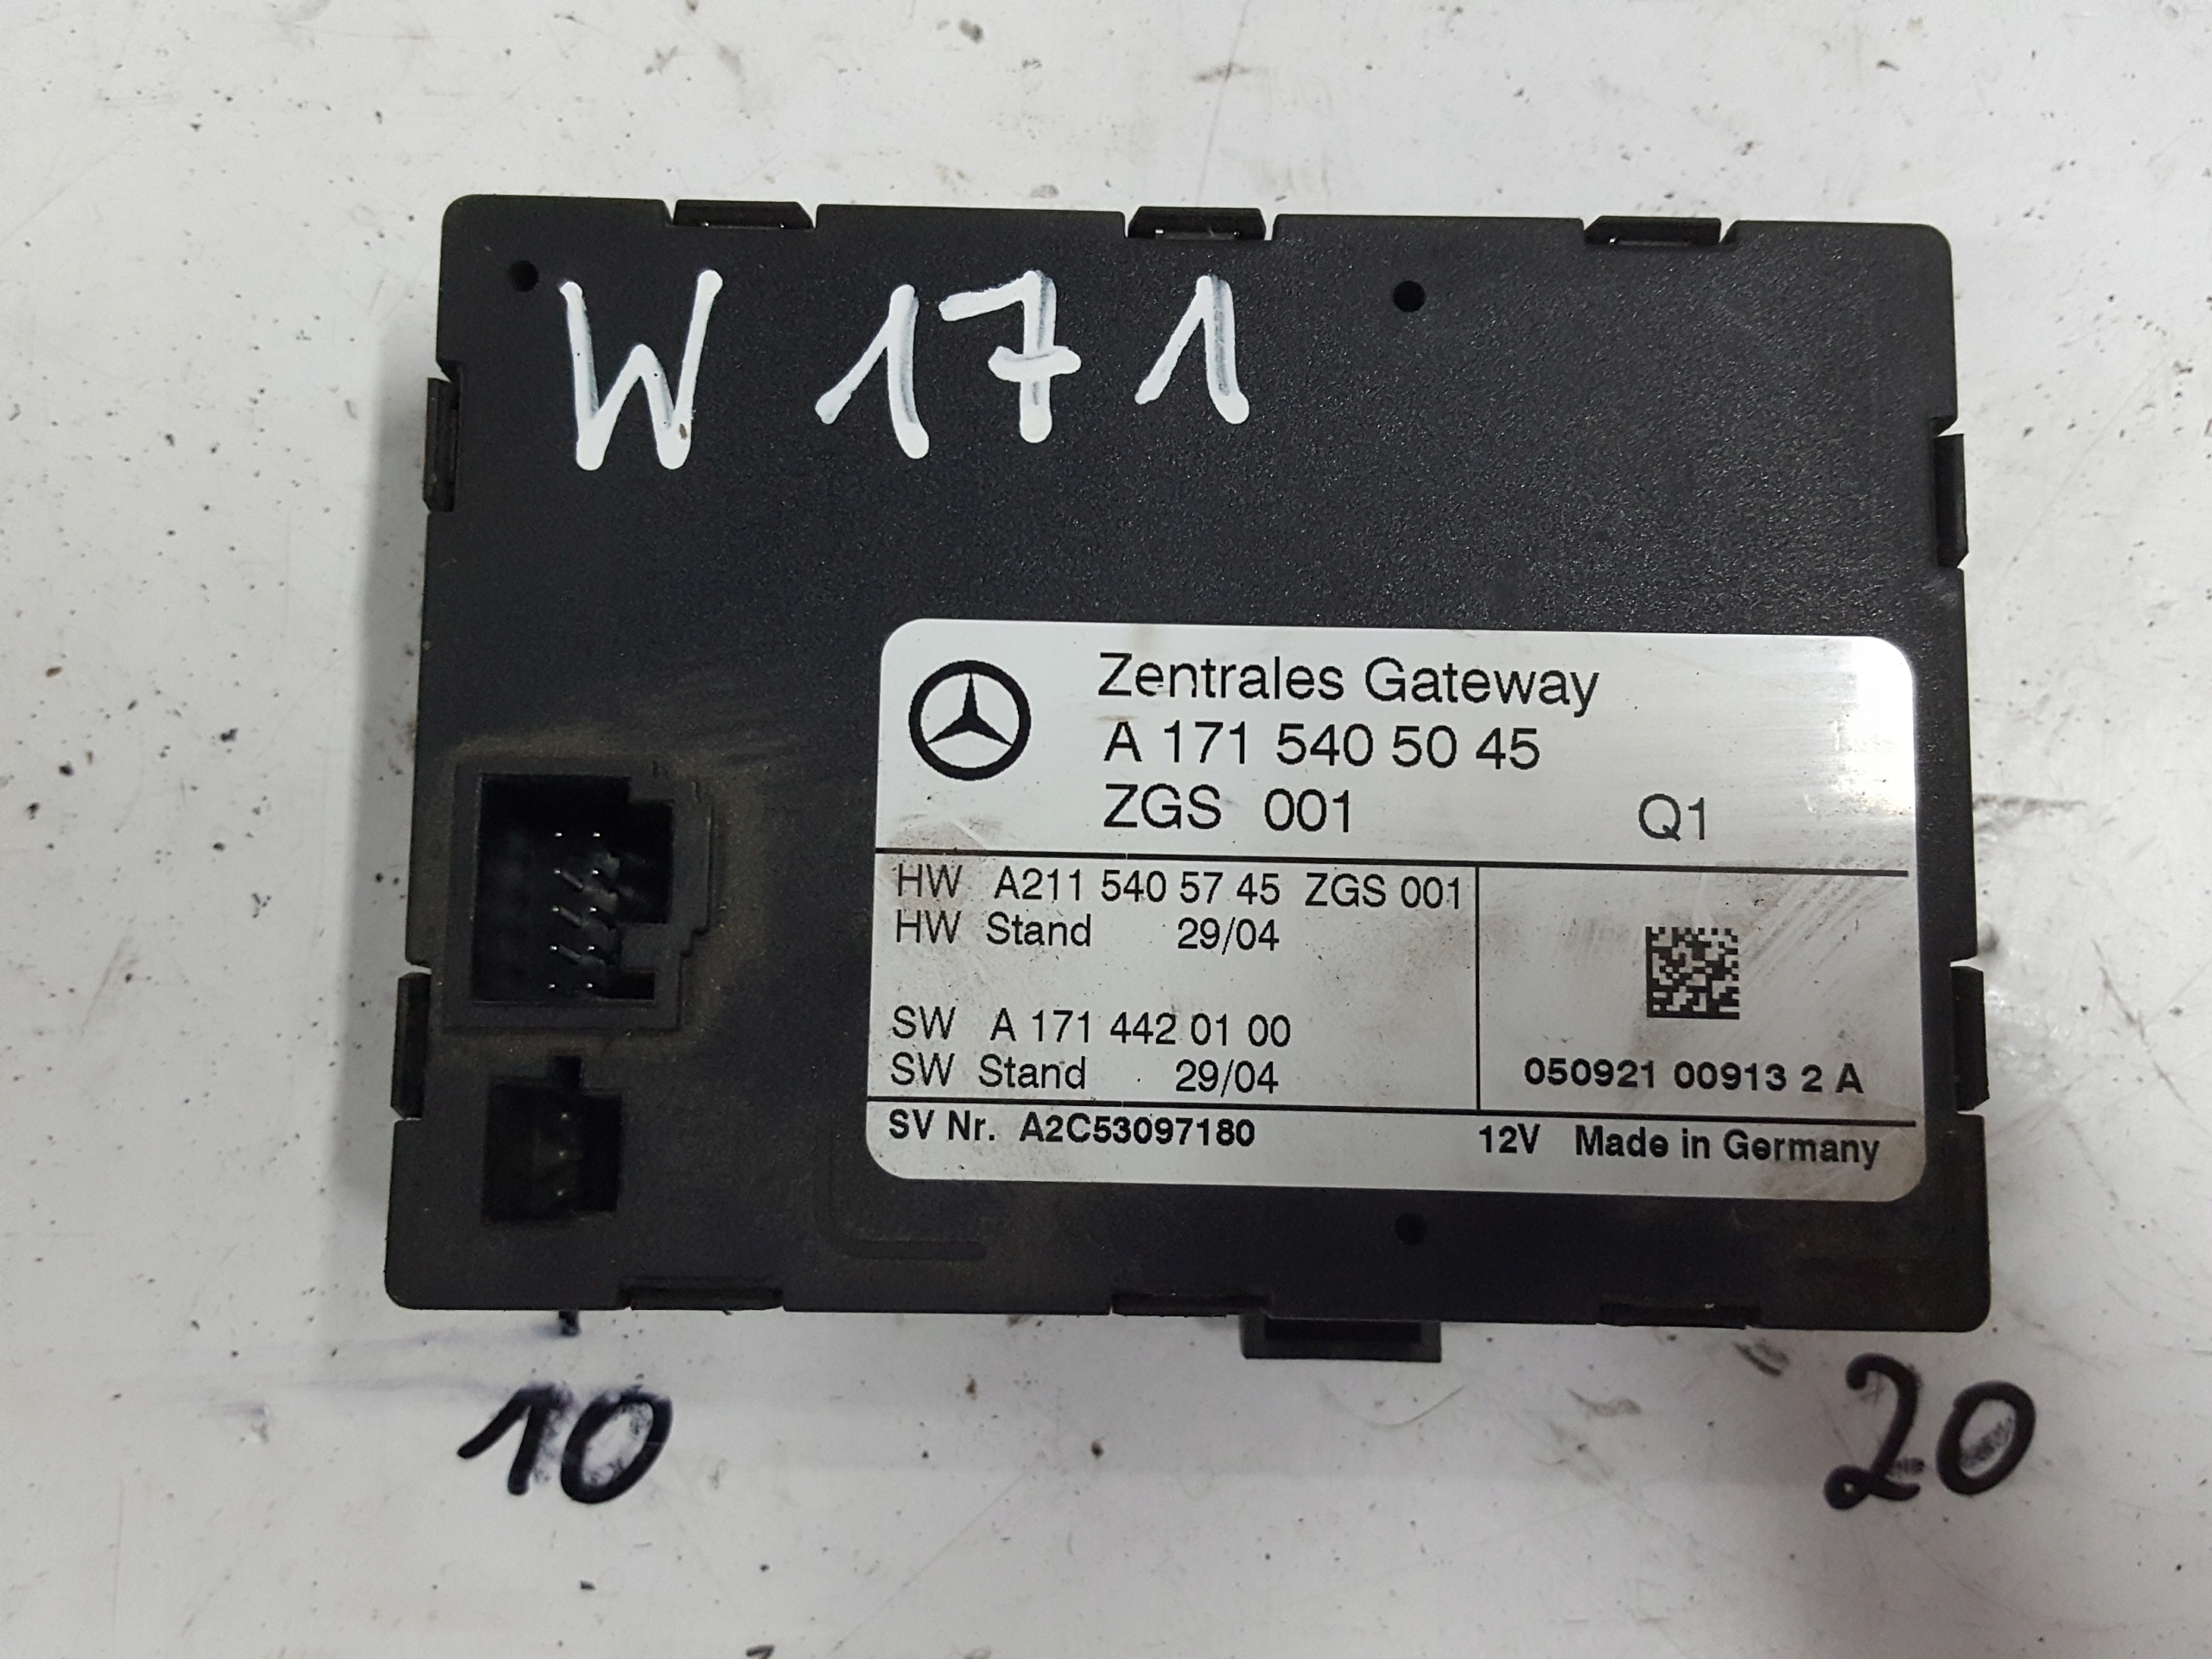 W 171
Zentrales Gateway
A 171 540 50 45
ZGS 001 Q1
HW A211 540 57 45 ZGS 001
HW Stand 29/04
SW A 171 442 01 00
SW Stand 29/04
050921 00913 2 A
SV Nr. A2C53097180 12V Made in Germany
10 20